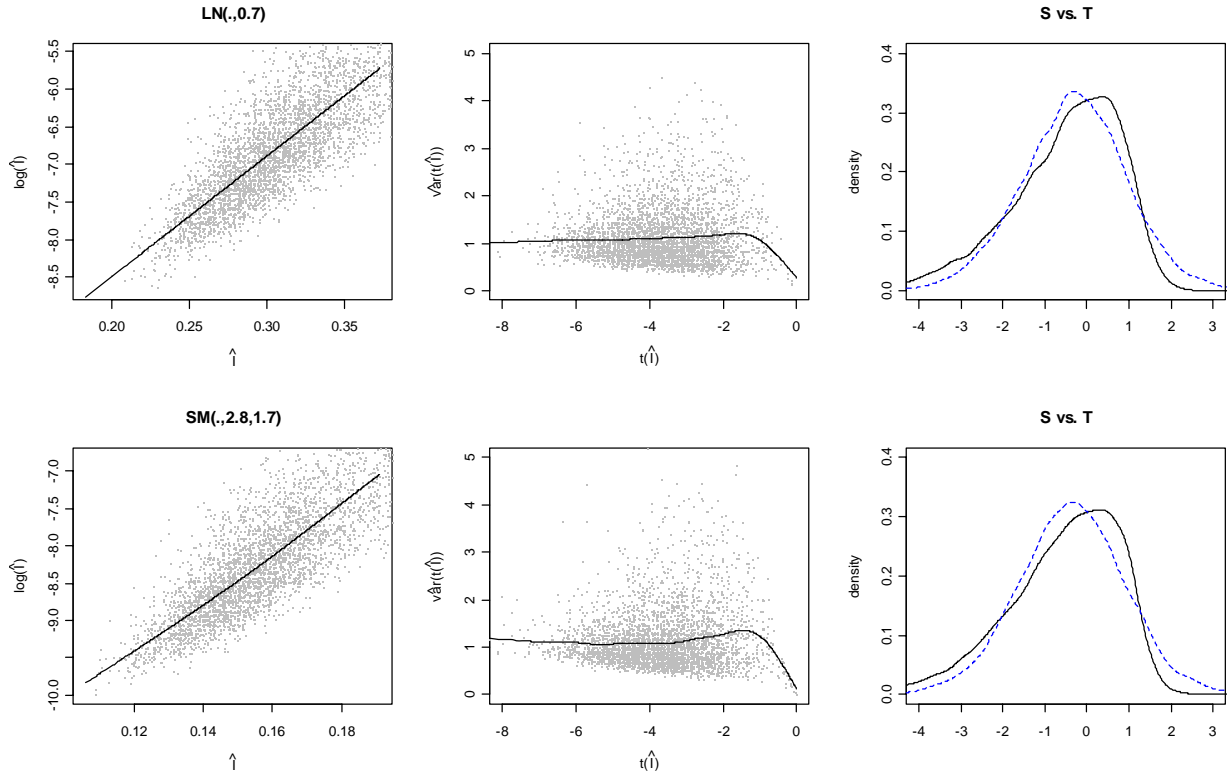 LN(.,0.7)
log(γ̂)
-8.5 -8.0 -7.5 -7.0 -6.5 -6.0 -5.5
0.20 0.25 0.30 0.35
Î
vâr(t(Î))
0 1 2 3 4 5
-8 -6 -4 -2 0
t(Î)
S vs. T
density
0.0 0.1 0.2 0.3 0.4
-4 -3 -2 -1 0 1 2 3
SM(.,2.8,1.7)
-10.0 -9.0 -8.5 -8.0 -7.5 -7.0
0.12 0.14 0.16 0.18
Î
vâr(t(Î))
0 1 2 3 4 5
-8 -6 -4 -2 0
t(Î)
S vs. T
density
0.0 0.1 0.2 0.3 0.4
-4 -3 -2 -1 0 1 2 3